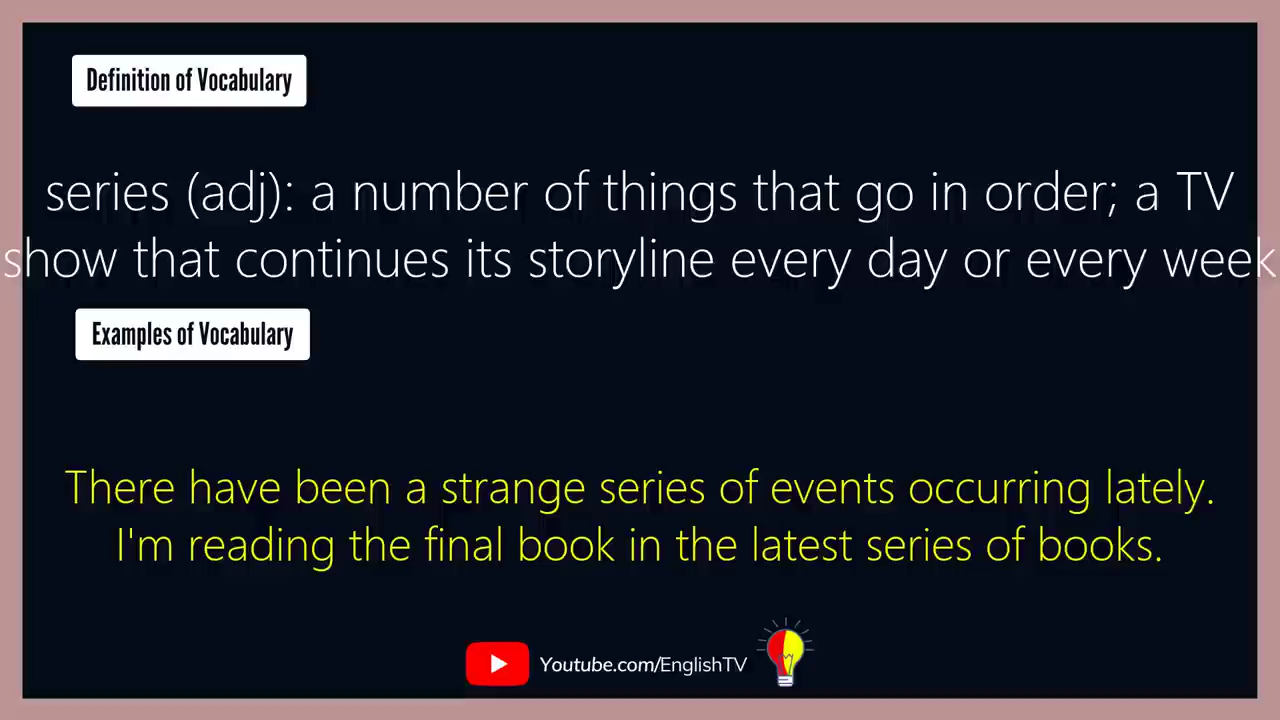 Definition of Vocabulary
series (adj): a number of things that go in order; a TV
show that continues its storyline every day or every week
Examples of Vocabulary
There have been a strange series of events occurring lately.
I'm reading the final book in the latest series of books.
Youtube.com/EnglishTV